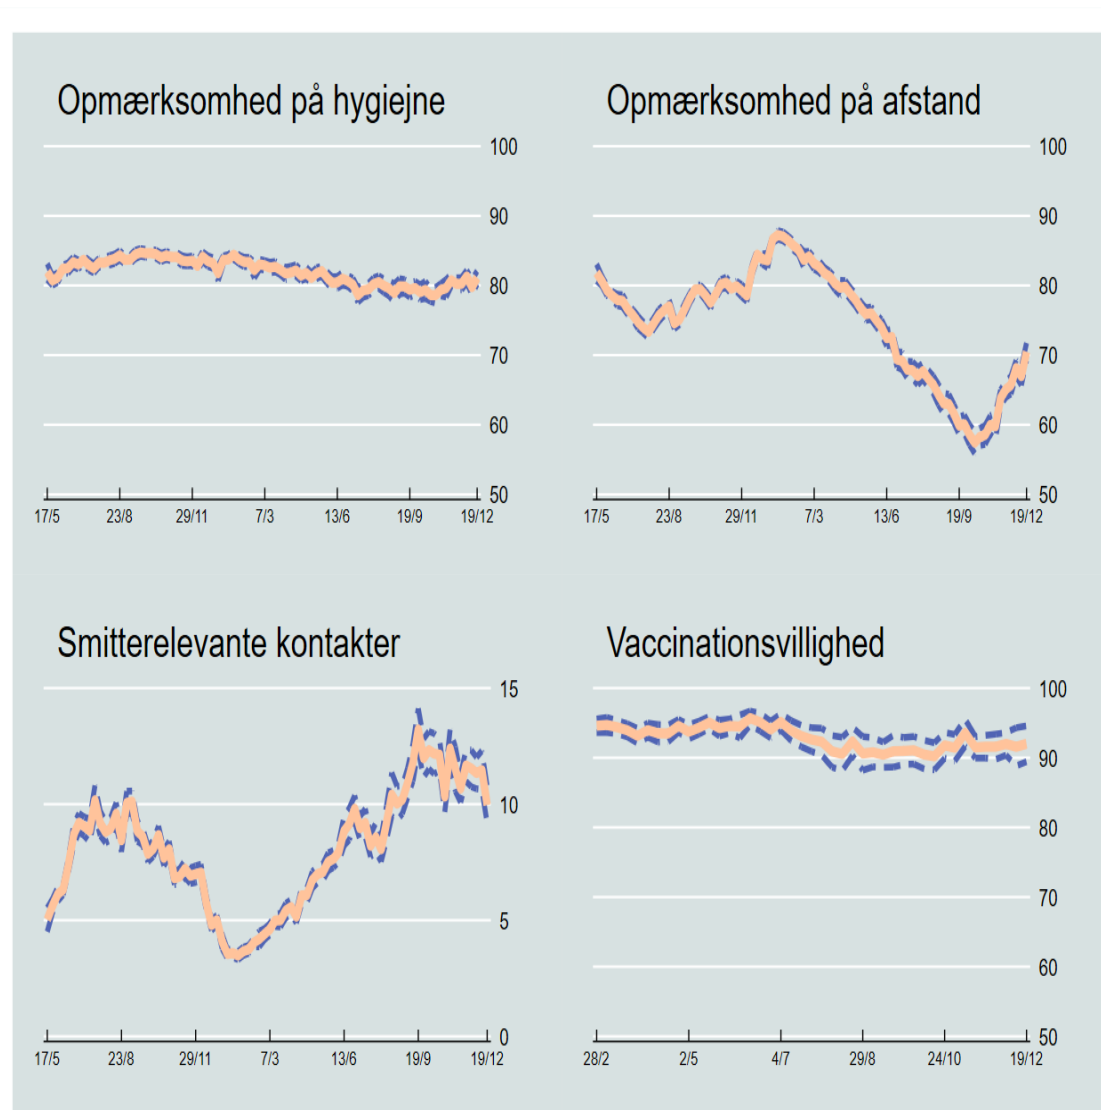 Opmærksomhed på hygiejne
100
90
80
70
60
50
17/5 23/8 29/11 7/3 13/6 19/9 19/12
Opmærksomhed på afstand
100
90
80
70
60
50
17/5 23/8 29/11 7/3 13/6 19/9 19/12
Smitterelevante kontakter
15
10
5
0
17/5 23/8 29/11 7/3 13/6 19/9 19/12
Vaccinationsvillighed
100
90
80
70
60
50
28/2 2/5 4/7 29/8 24/10 19/12